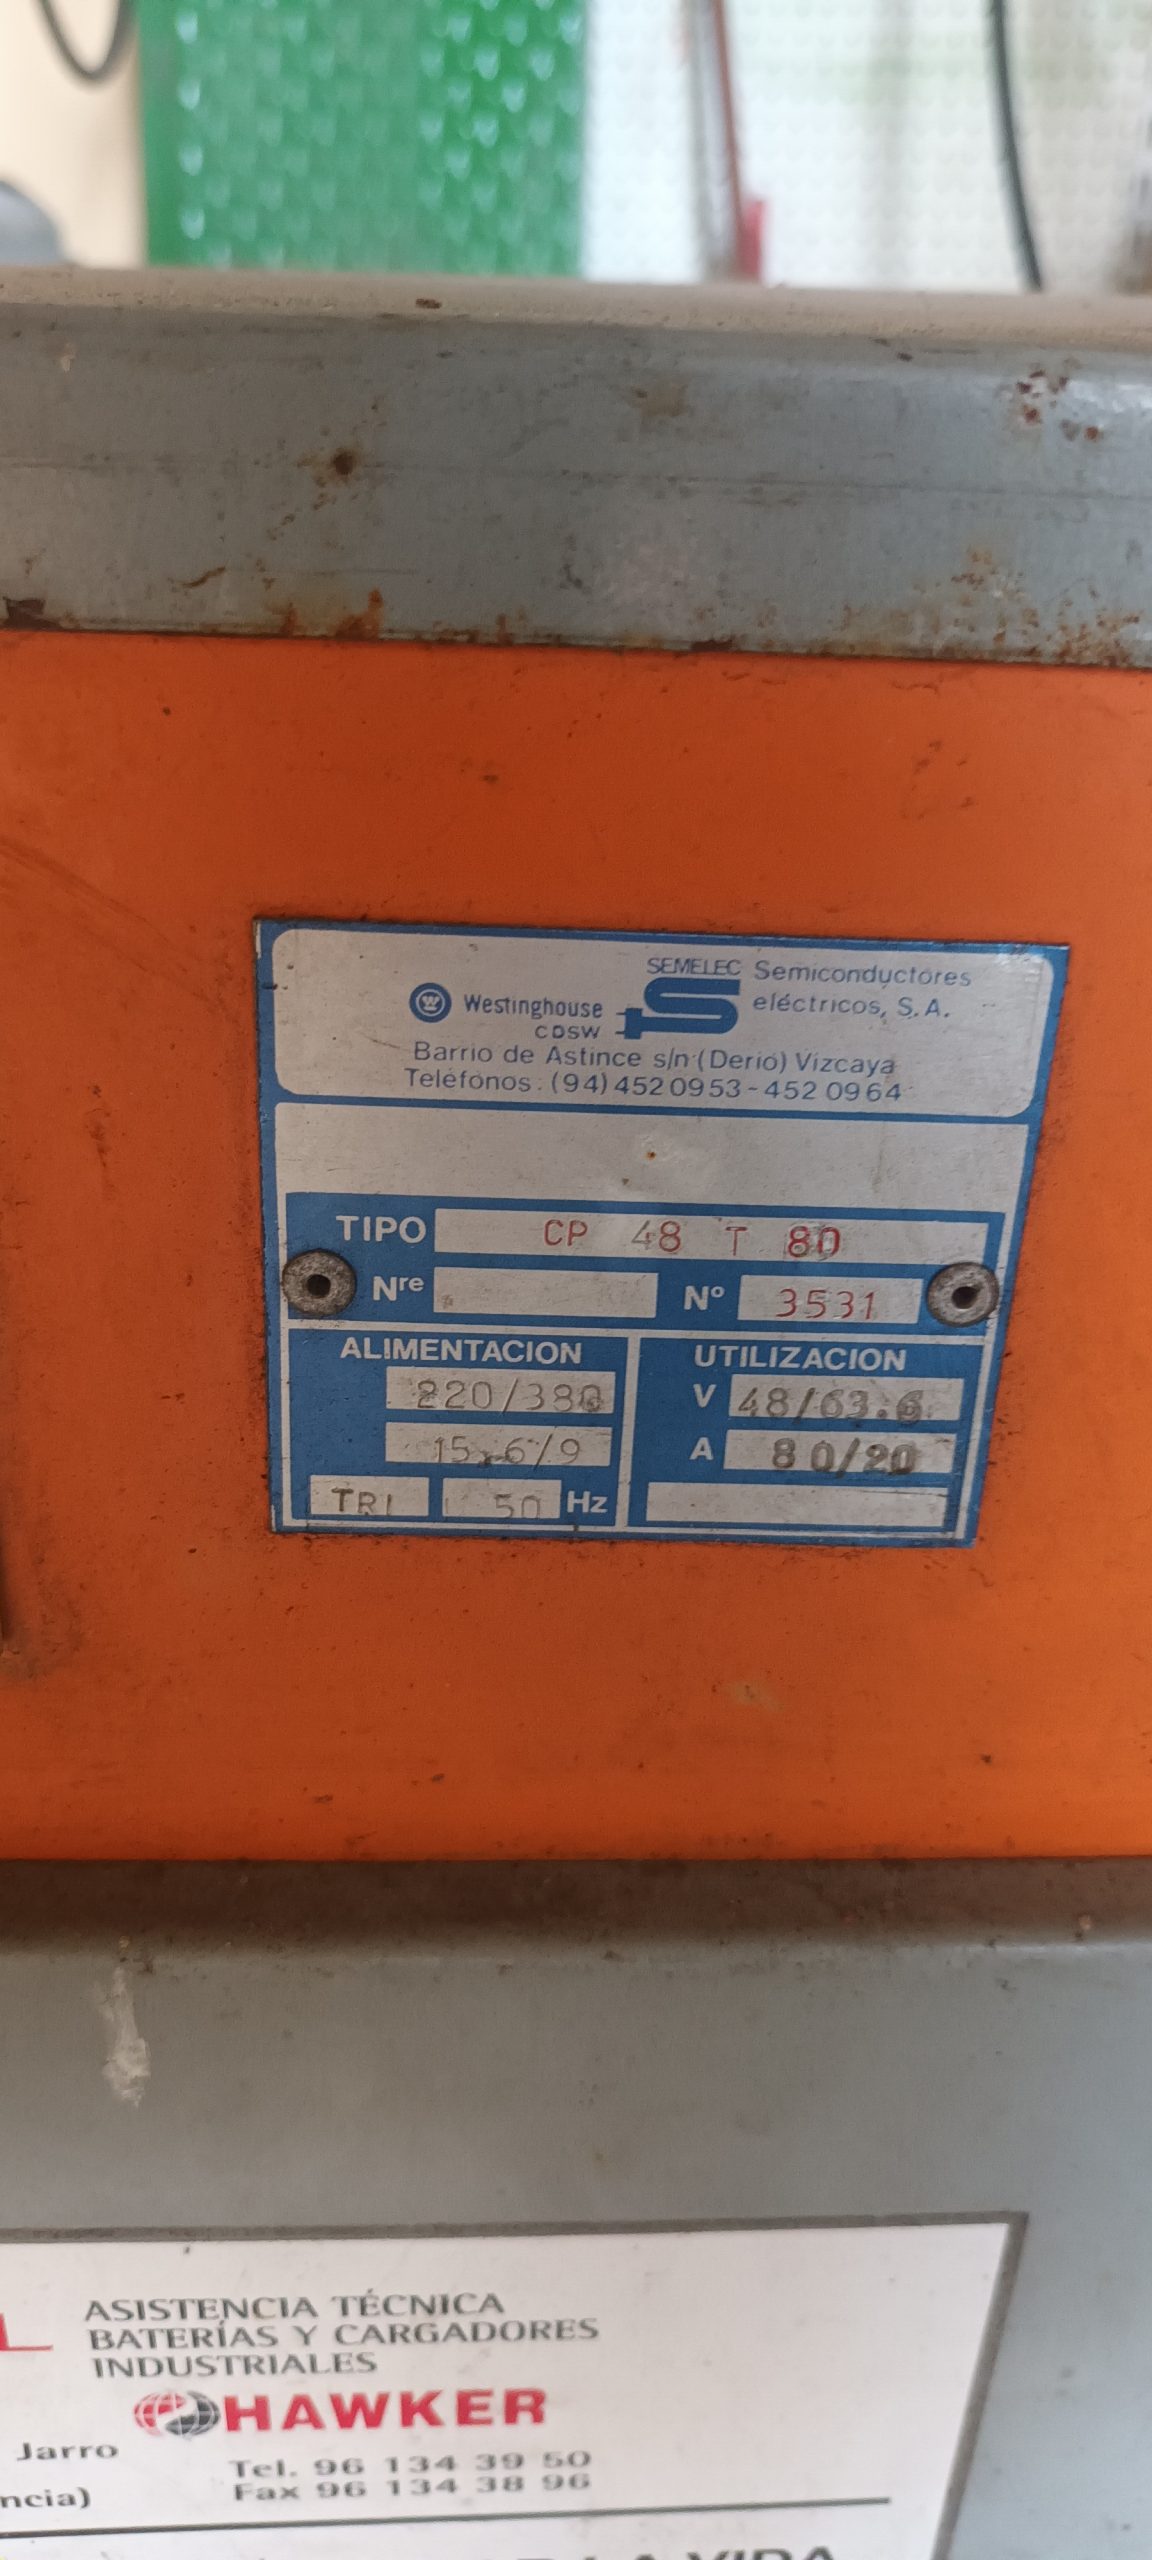 SEMELEC Semiconductores
W Westinghouse eléctricos, S.A.
CDSW
Barrio de Astince s/n (Derio) Vizcaya
Teléfonos: (94) 452 09 53 - 452 09 64
TIPO CP 48 T 80
Nre Nº 3531
ALIMENTACION UTILIZACION
220/380 V 48/63.6
15.6/9 A 80/20
TRI 50 Hz
ASISTENCIA TÉCNICA
BATERÍAS Y CARGADORES
INDUSTRIALES
HAWKER
Jarro
Tel. 96 134 39 50
ncia) Fax 96 134 38 96